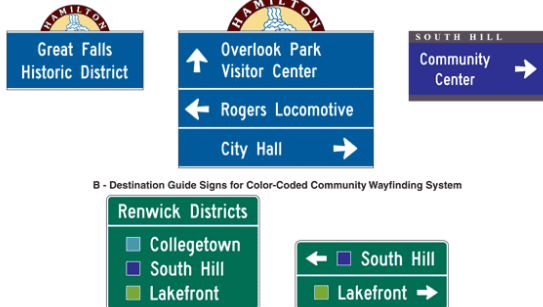 HAMILTON
Great Falls
Historic District
HAMILTON
Overlook Park
Visitor Center
Rogers Locomotive
City Hall
SOUTH HILL
Community
Center
B - Destination Guide Signs for Color-Coded Community Wayfinding System
Renwick Districts
Collegetown
South Hill
Lakefront
South Hill
Lakefront